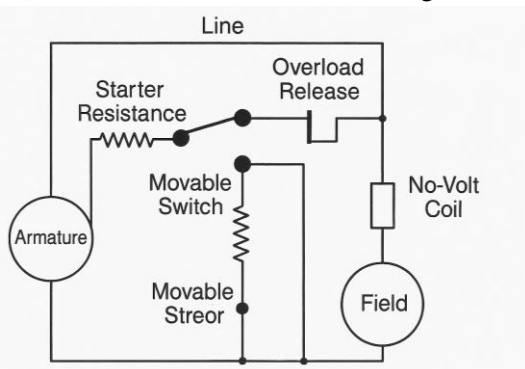 Line
Overload
Release
Starter
Resistance
Movable
Switch
No-Volt
Coil
Armature
Movable
Streor
Field